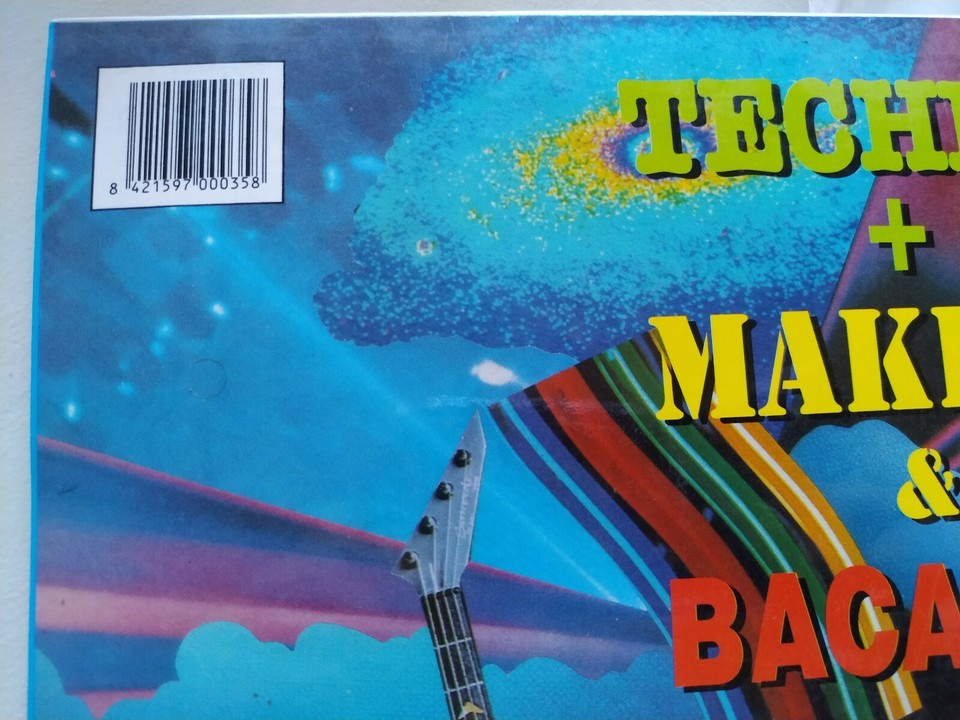 8 421597 000358
TECH
+
MAK
&
BACA